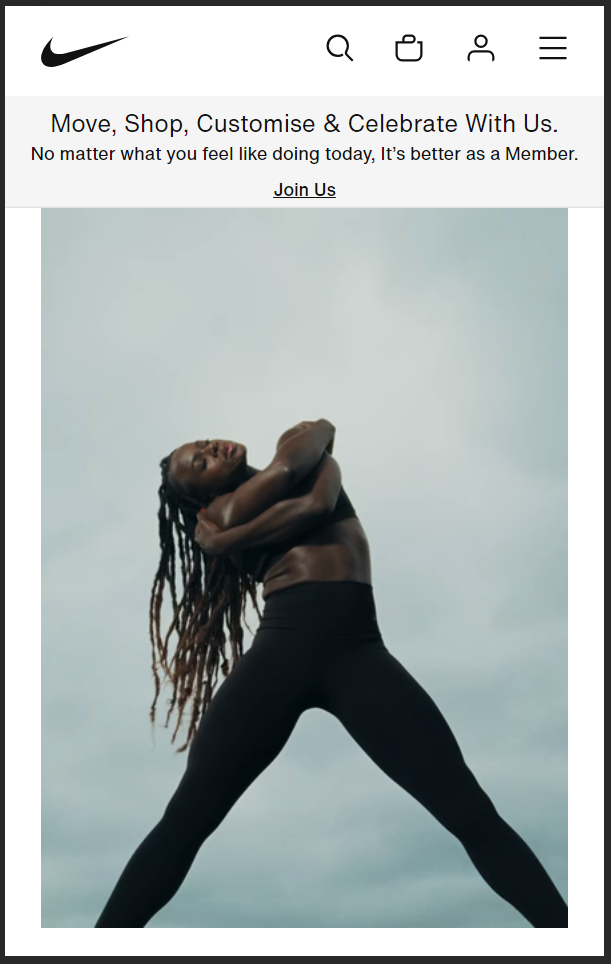 Move, Shop, Customise & Celebrate With Us.
No matter what you feel like doing today, It’s better as a Member.
Join Us